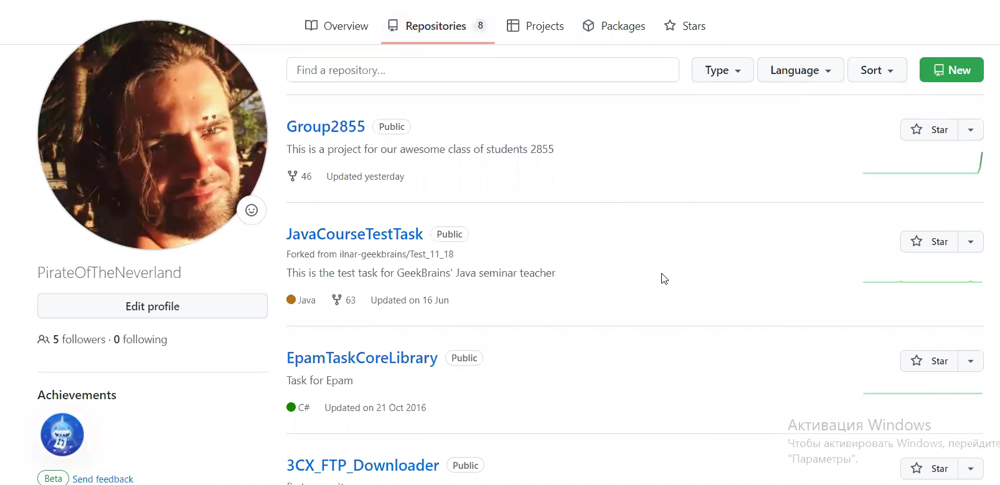 Overview Repositories 8 Projects Packages Stars
Find a repository... Type Language Sort New
Group2855 Public Star
This is a project for our awesome class of students 2855
46 Updated yesterday
JavaCourseTestTask Public Star
Forked from ilnar-geekbrains/Test_11_18
This is the test task for GeekBrains' Java seminar teacher
Java 63 Updated on 16 Jun
EpamTaskCoreLibrary Public Star
Task for Epam
C# Updated on 21 Oct 2016
3CX_FTP_Downloader Public Star
PirateOfTheNeverland
Edit profile
5 followers · 0 following
Achievements
Beta Send feedback
Активация Windows
Чтобы активировать Windows, перейдите
"Параметры".